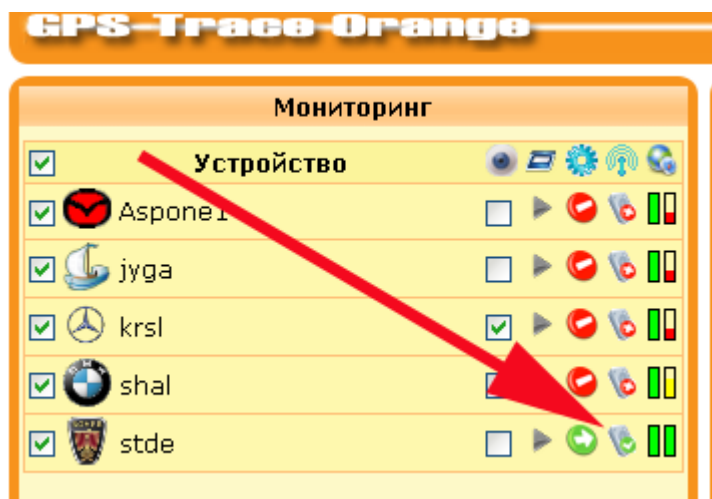 GPS-Trace Orange
Мониторинг
Устройство
Aspone1
jyga
krsl
shal
stde